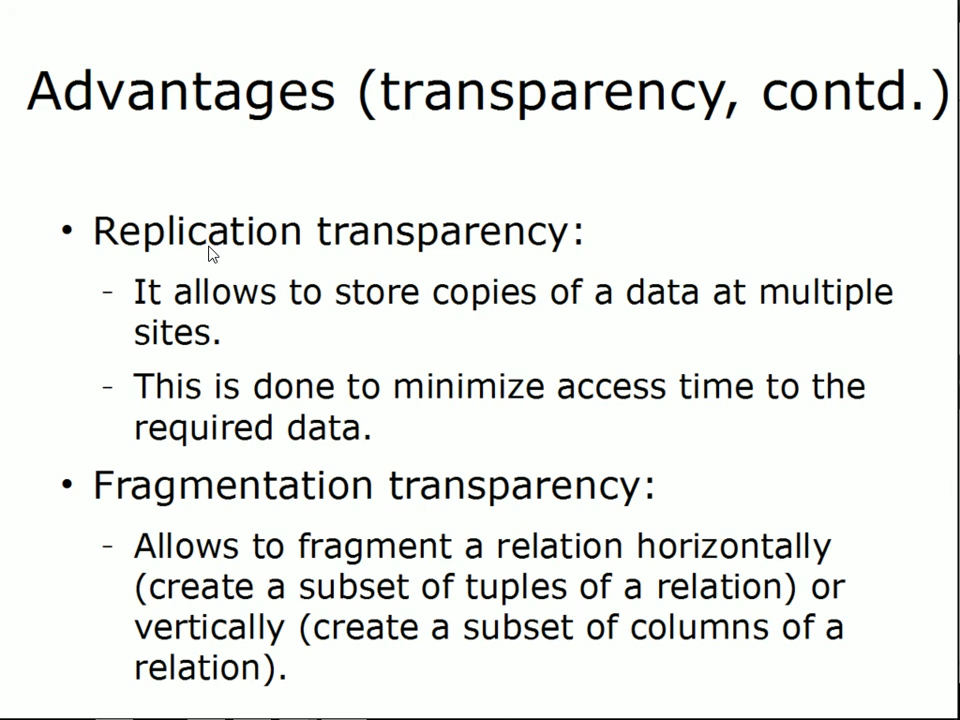 Advantages (transparency, contd.)
• Replication transparency:
– It allows to store copies of a data at multiple
sites.
– This is done to minimize access time to the
required data.
• Fragmentation transparency:
– Allows to fragment a relation horizontally
(create a subset of tuples of a relation) or
vertically (create a subset of columns of a
relation).